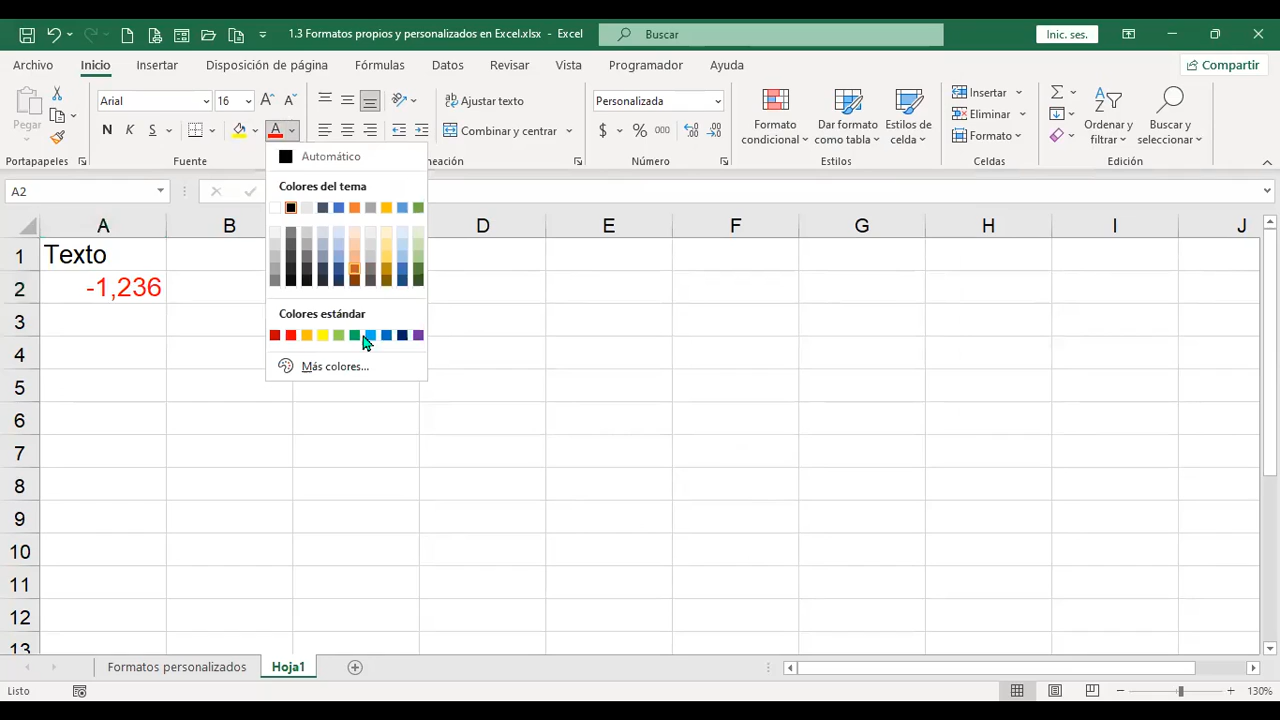 1.3 Formatos propios y personalizados en Excel.xlsx - Excel
Buscar
Inic. ses.
Archivo Inicio Insertar Disposición de página Fórmulas Datos Revisar Vista Programador Ayuda Compartir
Pegar
Arial 16
N K S
A
Ajustar texto
Combinar y centrar
Personalizada
$ % 000
Formato condicional
Dar formato como tabla
Estilos de celda
Insertar
Eliminar
Formato
Ordenar y filtrar
Buscar y seleccionar
Portapapeles Fuente neación Número Estilos Celdas Edición
Automático
Colores del tema
Colores estándar
Más colores...
A2
A B D E F G H I J
1 Texto
2 -1,236
3
4
5
6
7
8
9
10
11
12
13
Formatos personalizados Hoja1
Listo 130%